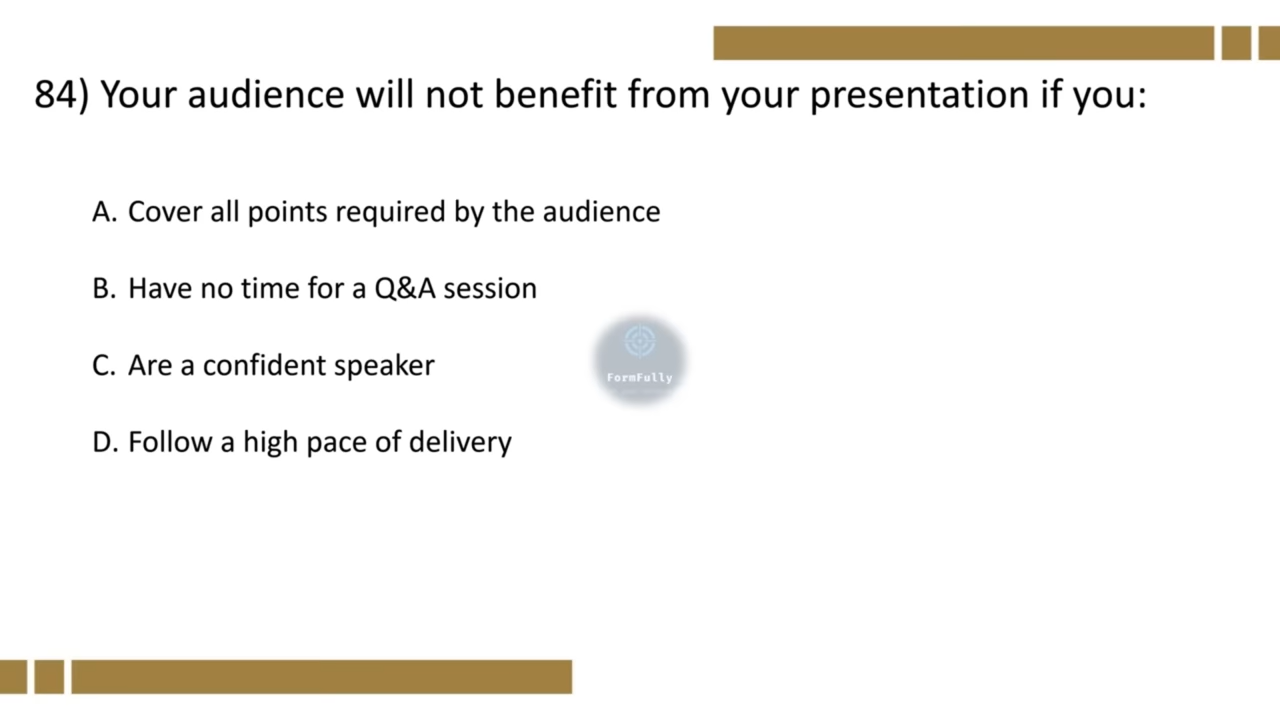 84) Your audience will not benefit from your presentation if you:
A. Cover all points required by the audience
B. Have no time for a Q&A session
FormFully
C. Are a confident speaker
D. Follow a high pace of delivery